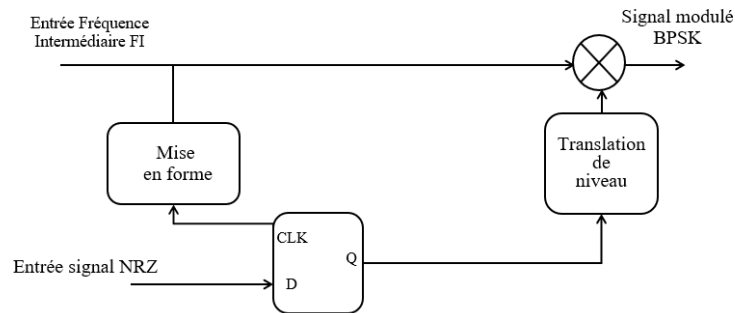 Entrée Fréquence
Intermédiaire FI
Signal modulé
BPSK
Mise
en forme
Translation
de
niveau
CLK
Q
D
Entrée signal NRZ